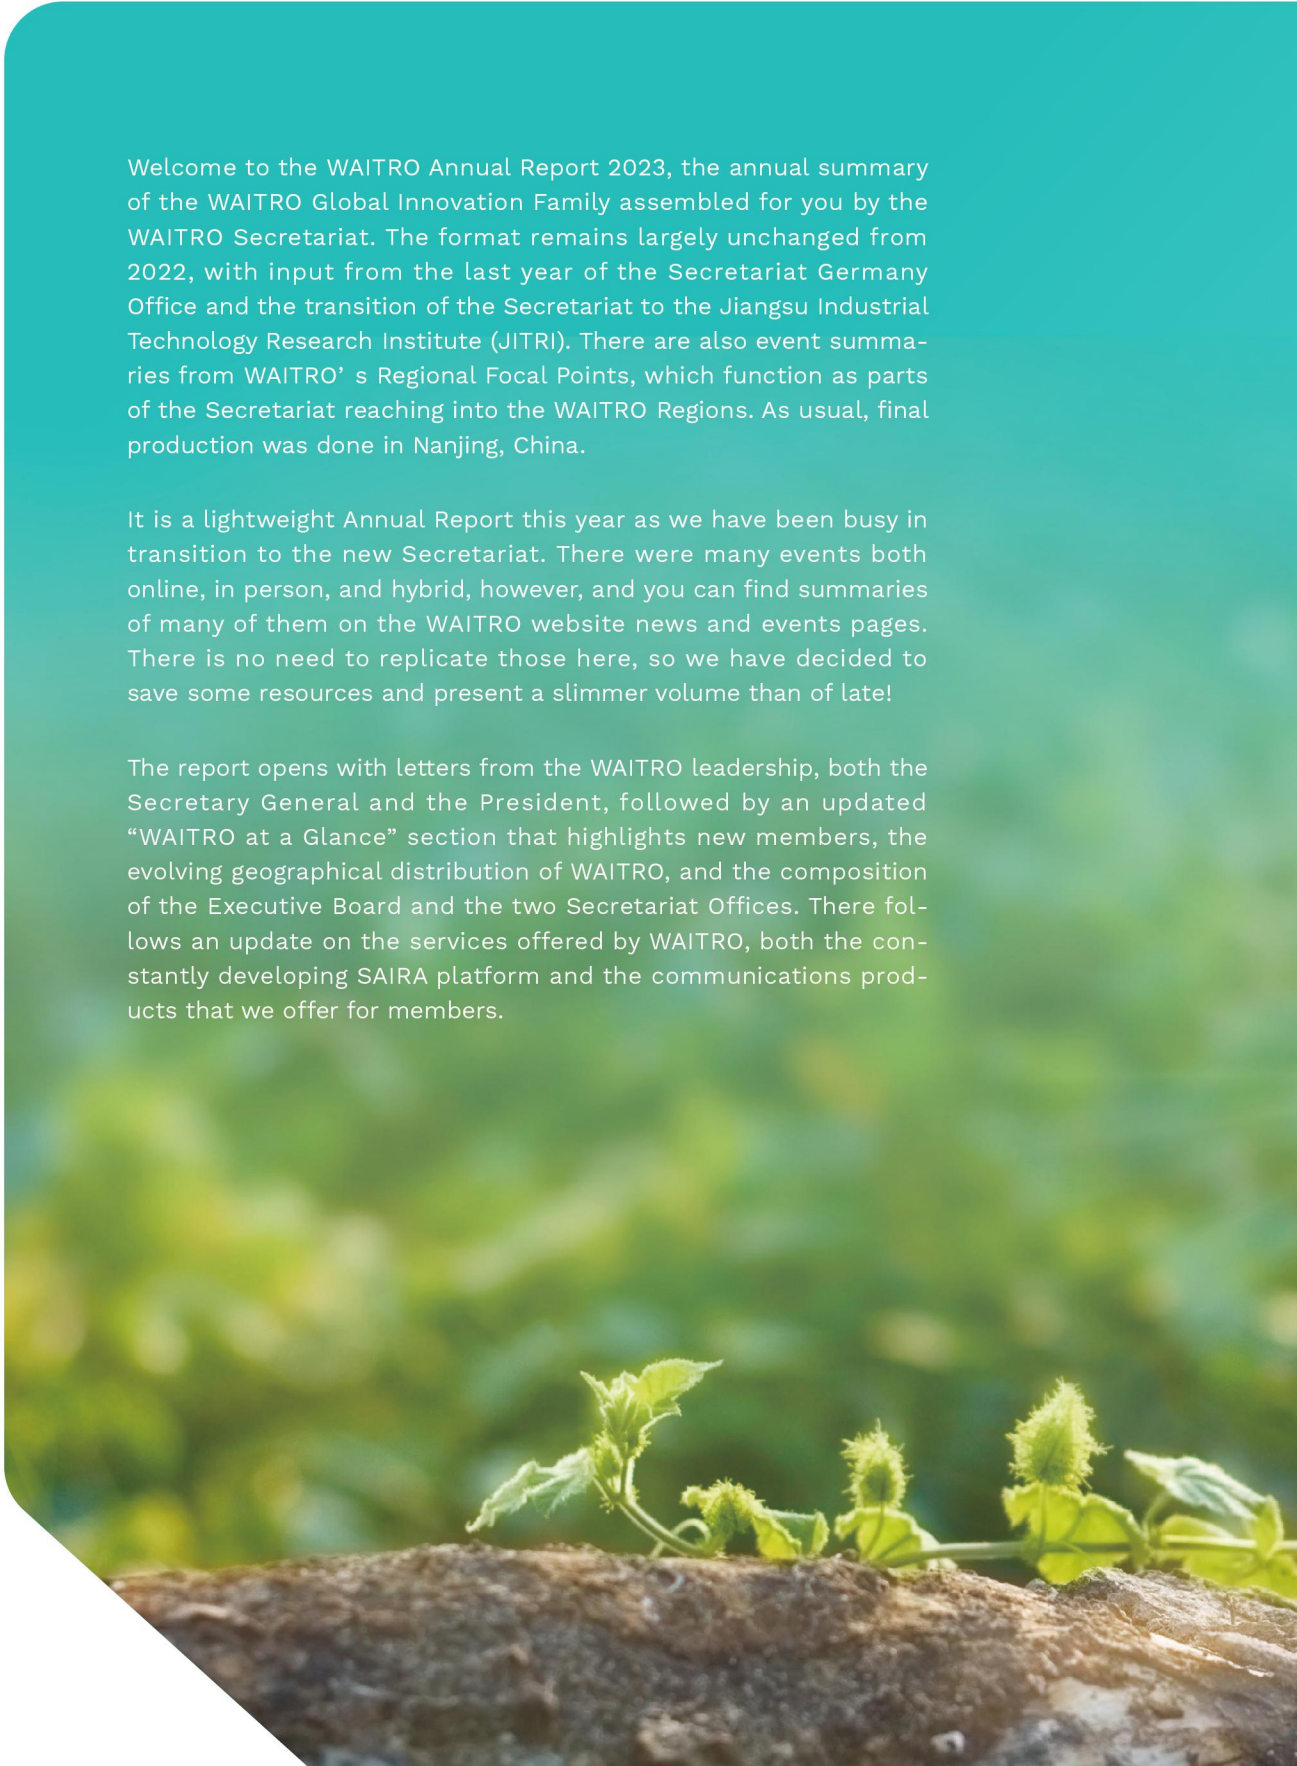 Welcome to the WAITRO Annual Report 2023, the annual summary
of the WAITRO Global Innovation Family assembled for you by the
WAITRO Secretariat. The format remains largely unchanged from
2022, with input from the last year of the Secretariat Germany
Office and the transition of the Secretariat to the Jiangsu Industrial
Technology Research Institute (JITRI). There are also event summa-
ries from WAITRO’ s Regional Focal Points, which function as parts
of the Secretariat reaching into the WAITRO Regions. As usual, final
production was done in Nanjing, China.
It is a lightweight Annual Report this year as we have been busy in
transition to the new Secretariat. There were many events both
online, in person, and hybrid, however, and you can find summaries
of many of them on the WAITRO website news and events pages.
There is no need to replicate those here, so we have decided to
save some resources and present a slimmer volume than of late!
The report opens with letters from the WAITRO leadership, both the
Secretary General and the President, followed by an updated
“WAITRO at a Glance” section that highlights new members, the
evolving geographical distribution of WAITRO, and the composition
of the Executive Board and the two Secretariat Offices. There fol-
lows an update on the services offered by WAITRO, both the con-
stantly developing SAIRA platform and the communications prod-
ucts that we offer for members.